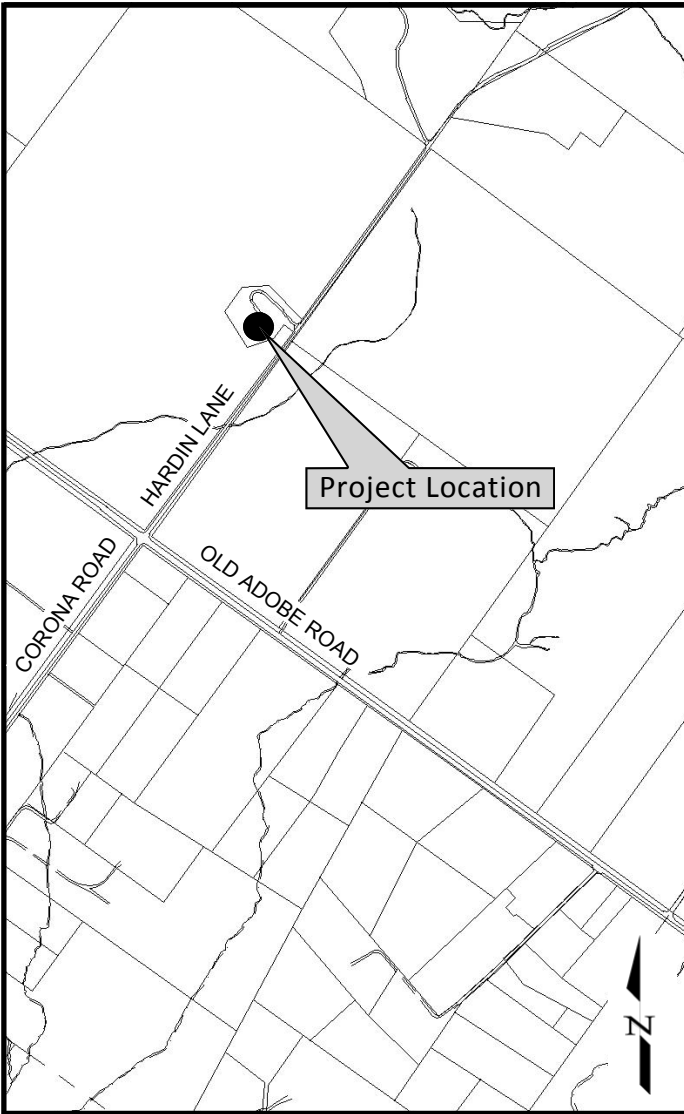 HARDIN LANE
Project Location
CORONA ROAD
OLD ADOBE ROAD
N